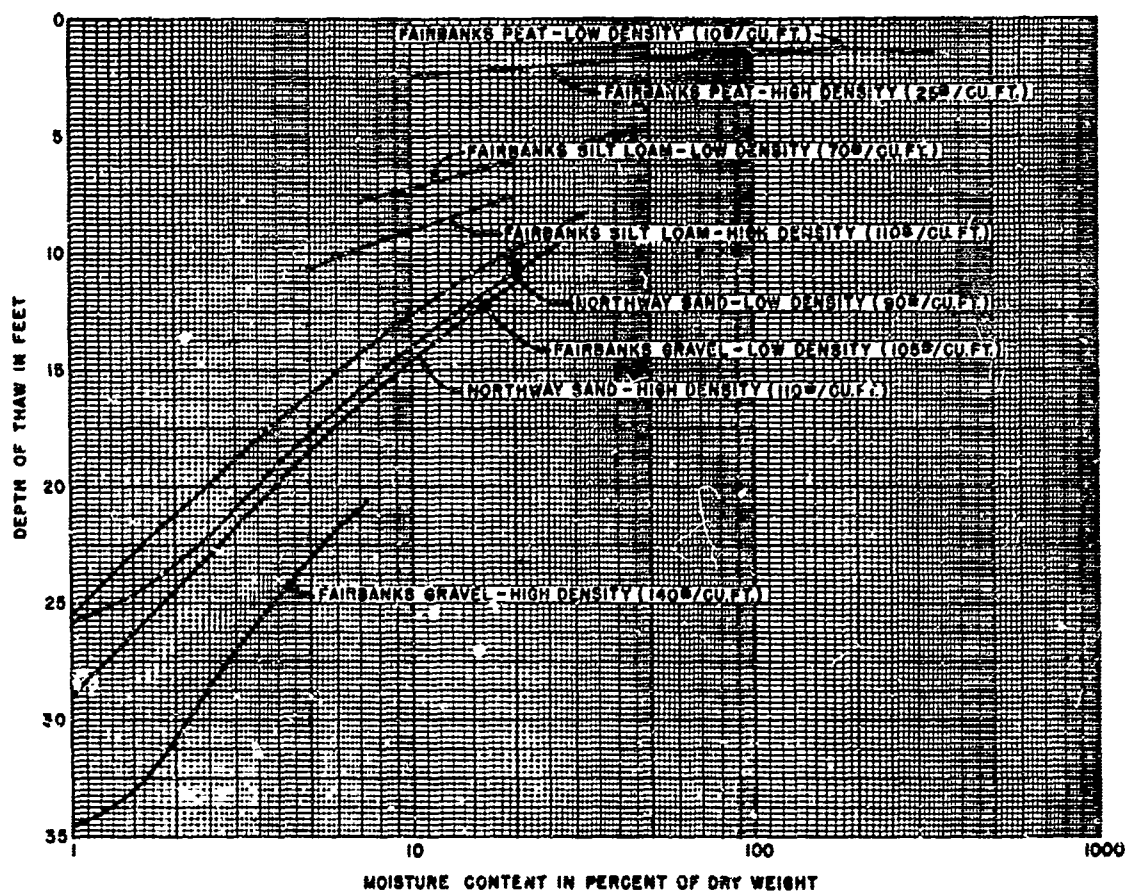 0
FAIRBANKS PEAT-LOW DENSITY (10#/CU.FT.)
FAIRBANKS PEAT-HIGH DENSITY (25#/CU.FT.)
5
FAIRBANKS SILT LOAM-LOW DENSITY (70#/CU.FT.)
FAIRBANKS SILT LOAM-HIGH DENSITY (110#/CU.FT.)
10
NORTHWAY SAND-LOW DENSITY (90#/CU.FT.)
FAIRBANKS GRAVEL-LOW DENSITY (105#/CU.FT.)
15
NORTHWAY SAND-HIGH DENSITY (110#/CU.FT.)
DEPTH OF THAW IN FEET
20
25
FAIRBANKS GRAVEL-HIGH DENSITY (140#/CU.FT.)
30
35
1 10 100 1000
MOISTURE CONTENT IN PERCENT OF DRY WEIGHT